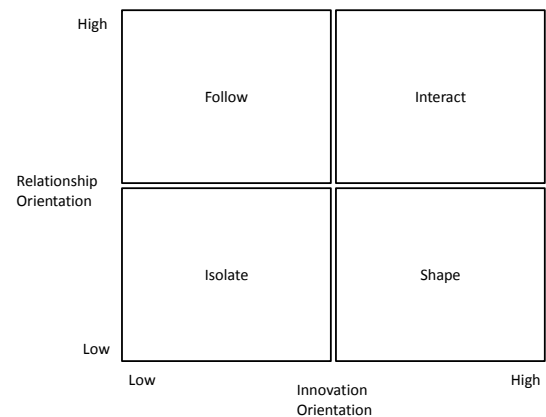 High
Follow
Interact
Relationship
Orientation
Isolate
Shape
Low
Low
High
Innovation
Orientation